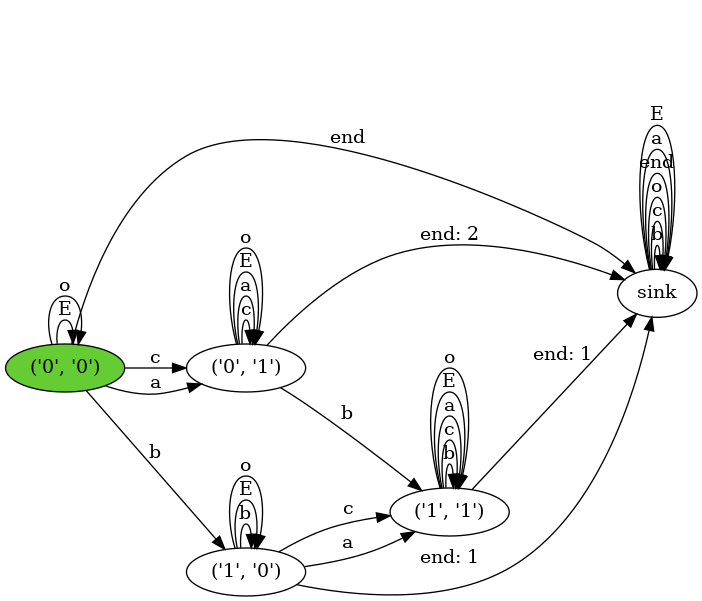 E
a
end
end
o
c
b
end: 2
o
E
a
c
o
E
sink
('0', '0')
c
a
('0', '1')
end: 1
o
E
a
c
b
b
b
('1', '1')
o
E
b
c
a
end: 1
('1', '0')